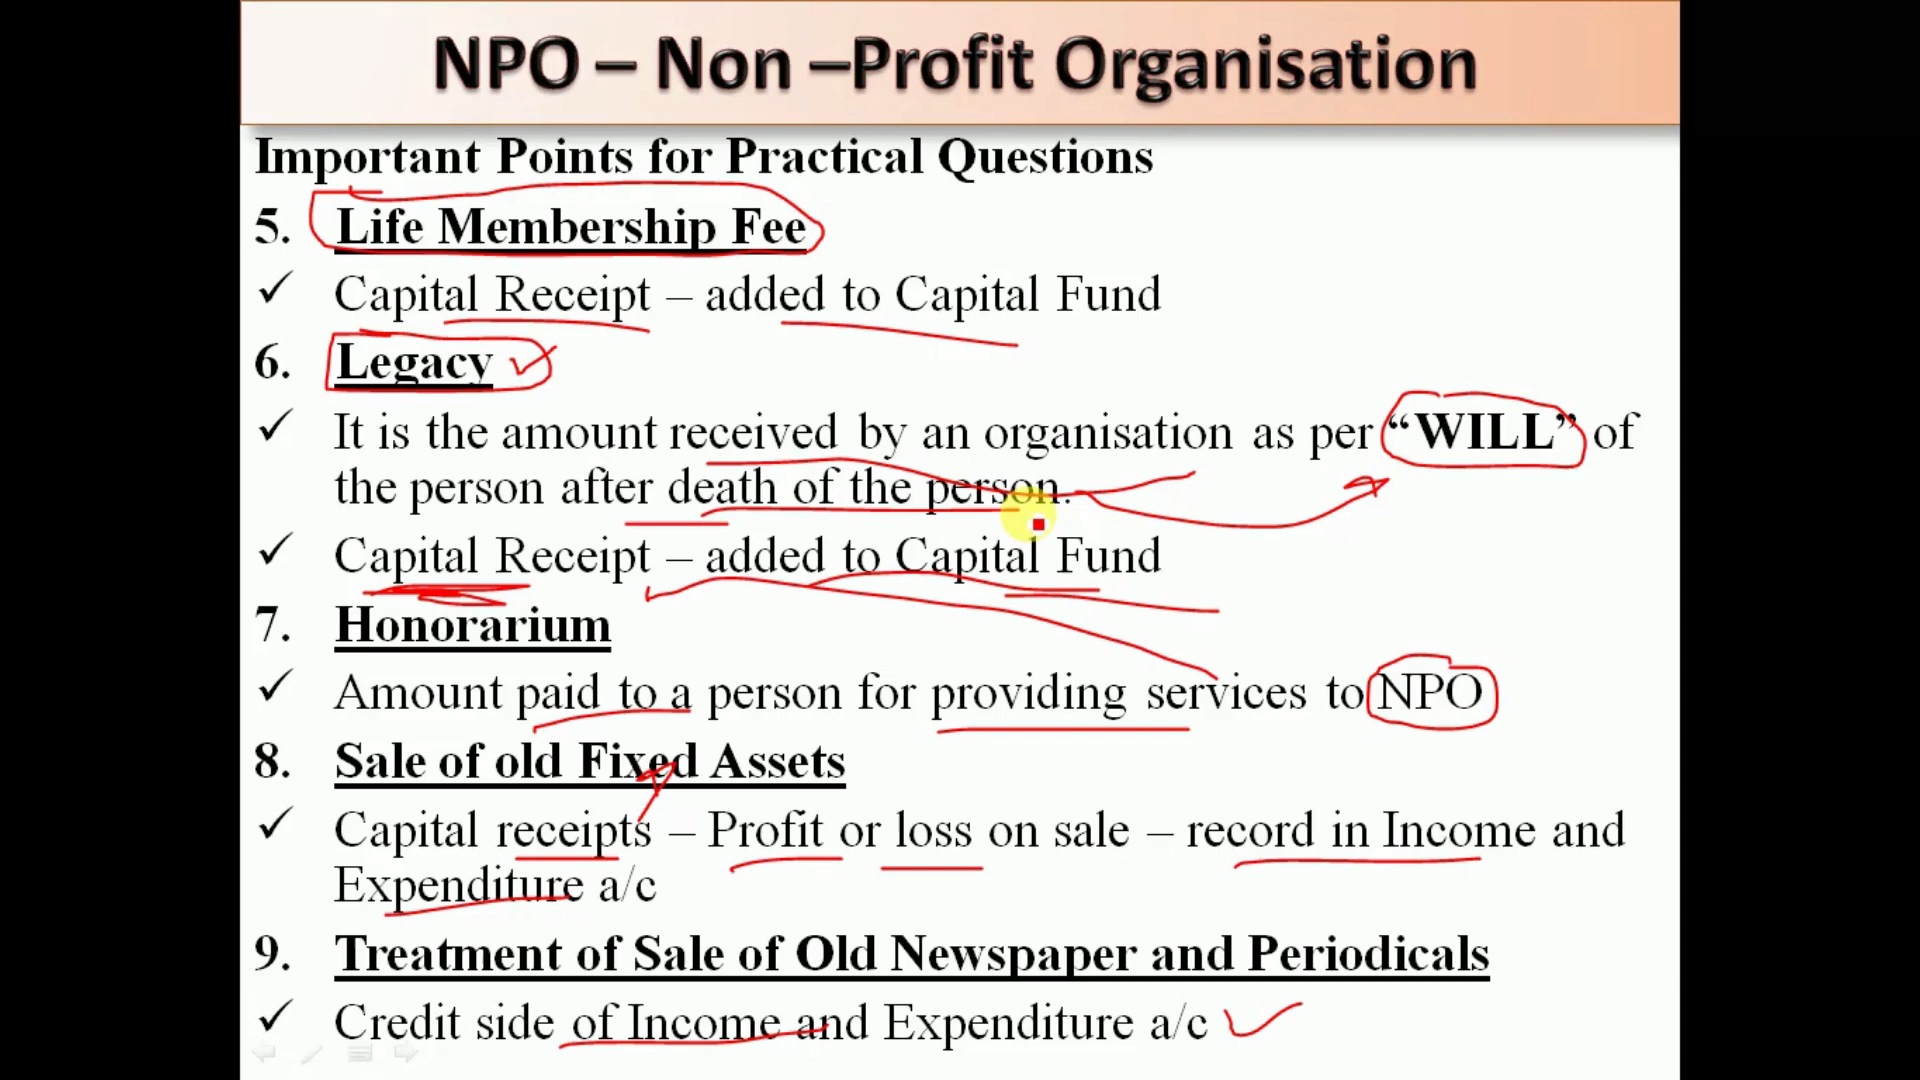 NPO – Non –Profit Organisation
Important Points for Practical Questions
5. Life Membership Fee
✓ Capital Receipt – added to Capital Fund
6. Legacy
✓ It is the amount received by an organisation as per “WILL” of
the person after death of the person.
✓ Capital Receipt – added to Capital Fund
7. Honorarium
✓ Amount paid to a person for providing services to NPO
8. Sale of old Fixed Assets
✓ Capital receipts – Profit or loss on sale – record in Income and
Expenditure a/c
9. Treatment of Sale of Old Newspaper and Periodicals
✓ Credit side of Income and Expenditure a/c